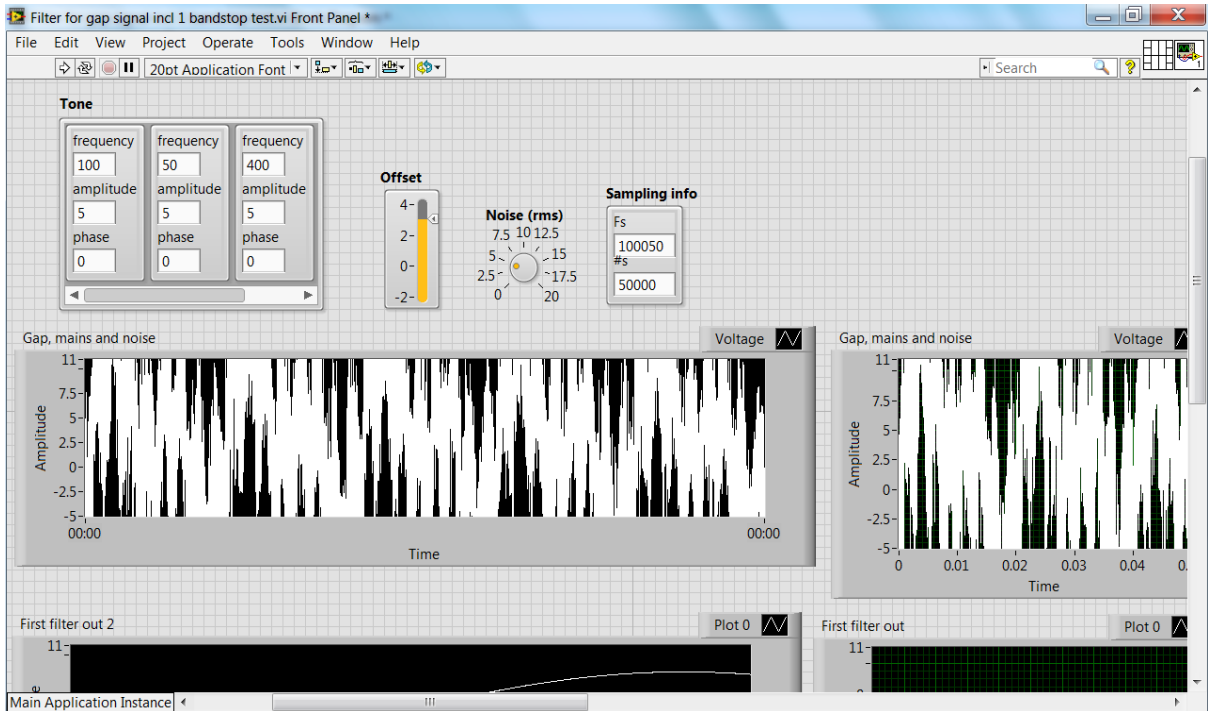 Filter for gap signal incl 1 bandstop test.vi Front Panel *
File Edit View Project Operate Tools Window Help
20pt Application Font
Search
1
Tone
frequency frequency frequency
100 50 400
amplitude amplitude amplitude
5 5 5
phase phase phase
0 0 0
Offset
4
2
0
-2
Noise (rms)
7.5 10 12.5
5 15
2.5 17.5
0 20
Sampling info
Fs
100050
#s
50000
Gap, mains and noise Voltage
11
7.5
5
2.5
0
-2.5
-5
Amplitude
00:00 00:00
Time
Gap, mains and noise Voltage
11
7.5
5
2.5
0
-2.5
-5
Amplitude
0 0.01 0.02 0.03 0.04 0.
Time
First filter out 2 Plot 0
11
First filter out Plot 0
11
Main Application Instance